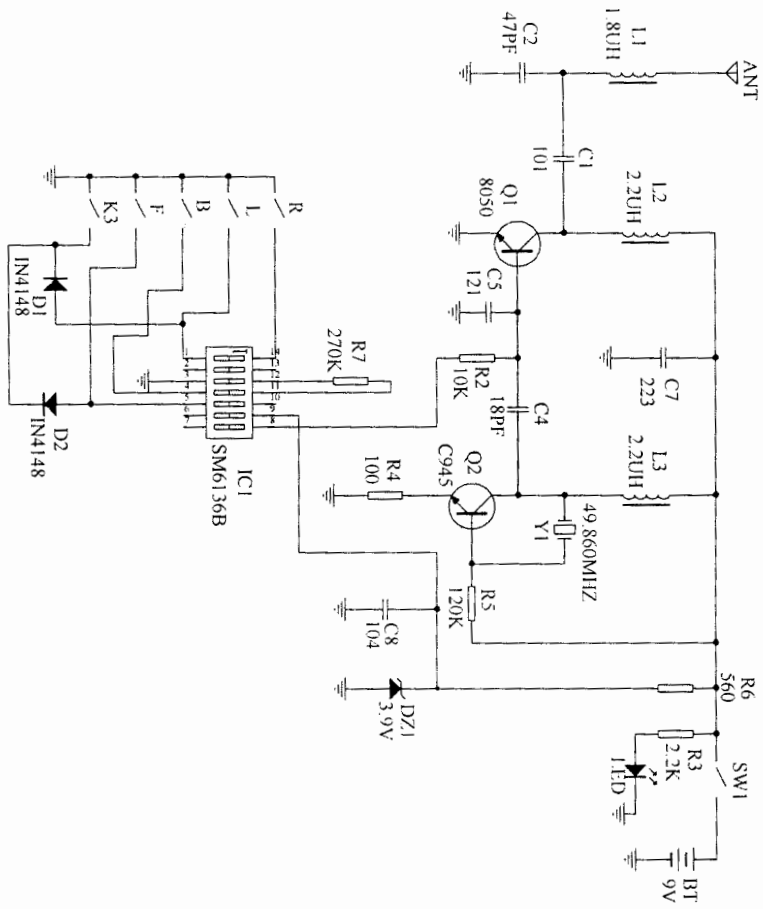 ANT
L1
1.8UH
C2
47PF
C1
101
L2
2.2UH
Q1
8050
C5
121
C7
223
R2
10K
C4
18PF
L3
2.2UH
49.860MHZ
Y1
Q2
C945
R4
100
R5
120K
R6
560
R3
2.2K
LED
SW1
BT
9V
C8
104
DZ1
3.9V
R7
270K
IC1
SM6136B
R
L
B
F
K3
D1
IN4148
D2
IN4148